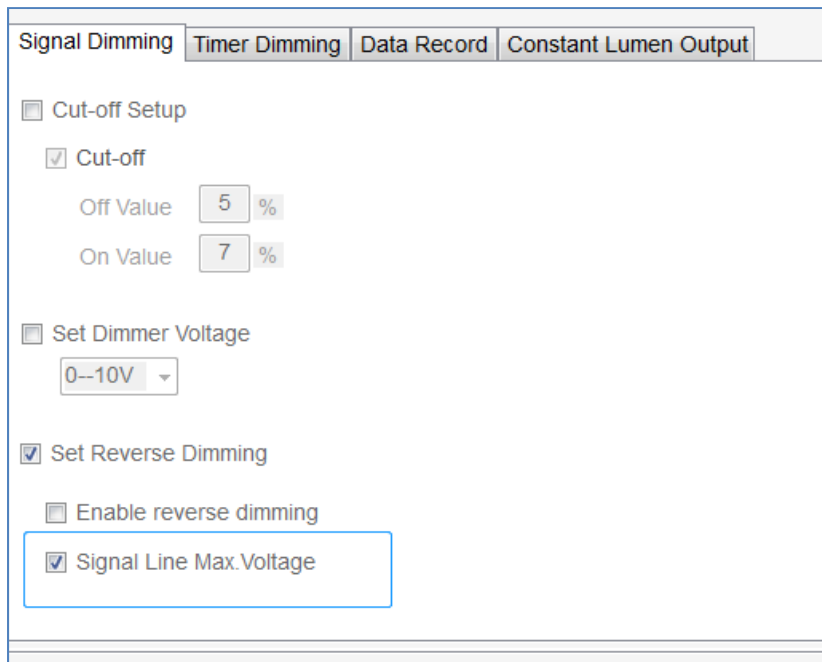 Signal Dimming Timer Dimming Data Record Constant Lumen Output
Cut-off Setup
Cut-off
Off Value 5 %
On Value 7 %
Set Dimmer Voltage
0--10V
Set Reverse Dimming
Enable reverse dimming
Signal Line Max.Voltage